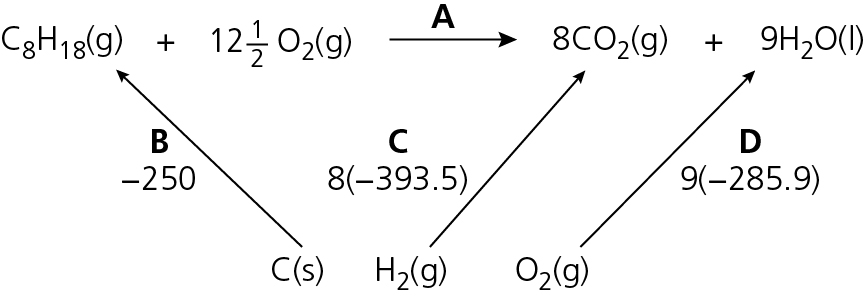 A
C₈H₁₈(g) + 12½ O₂(g) 8CO₂(g) + 9H₂O(l)
B C D
−250 8(−393.5) 9(−285.9)
C(s) H₂(g) O₂(g)